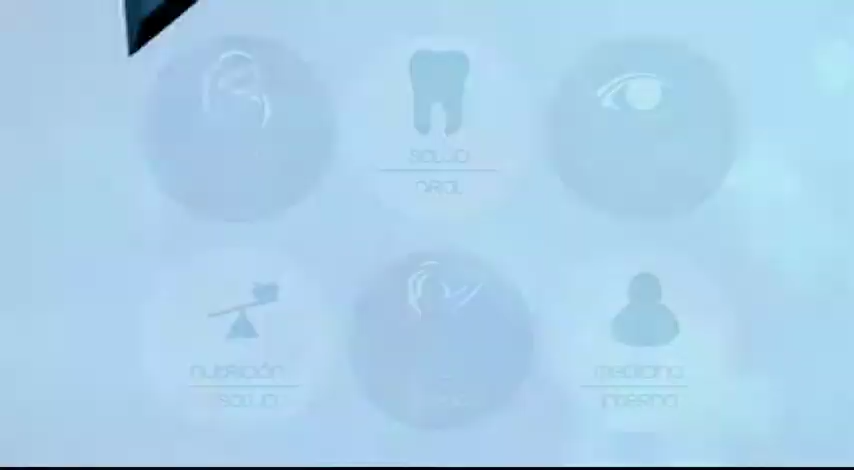 salud
oral
nutrición
salud
medicina
interna